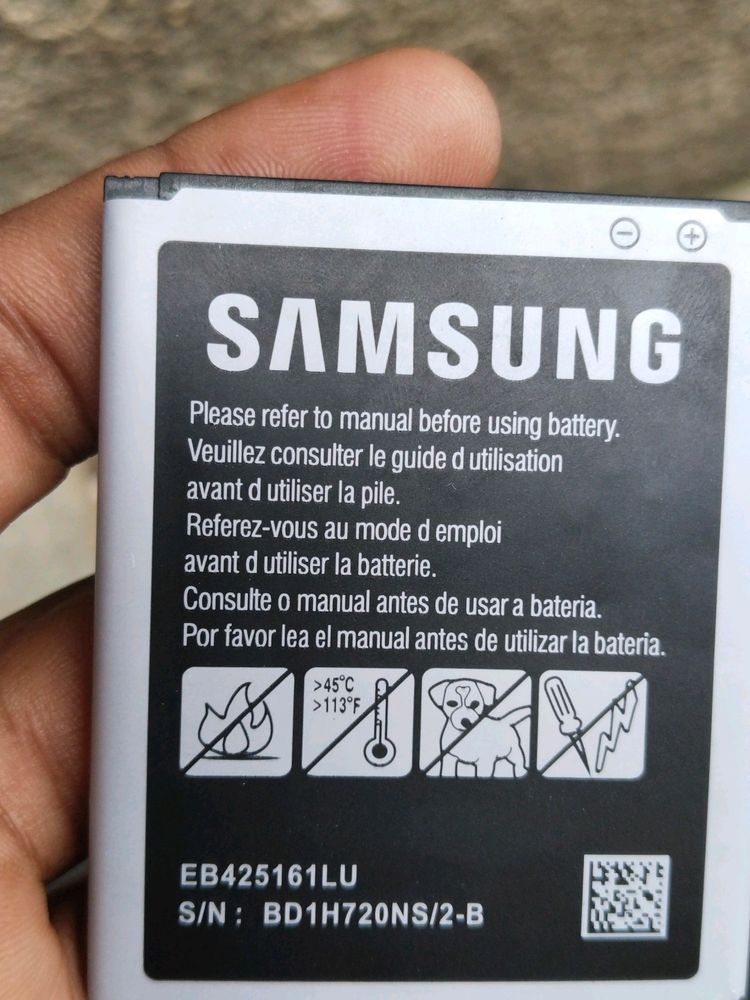 SAMSUNG
Please refer to manual before using battery.
Veuillez consulter le guide d utilisation
avant d utiliser la pile.
Referez-vous au mode d emploi
avant d utiliser la batterie.
Consulte o manual antes de usar a bateria.
Por favor lea el manual antes de utilizar la bateria.
>45°C
>113°F
EB425161LU
S/N : BD1H720NS/2-B